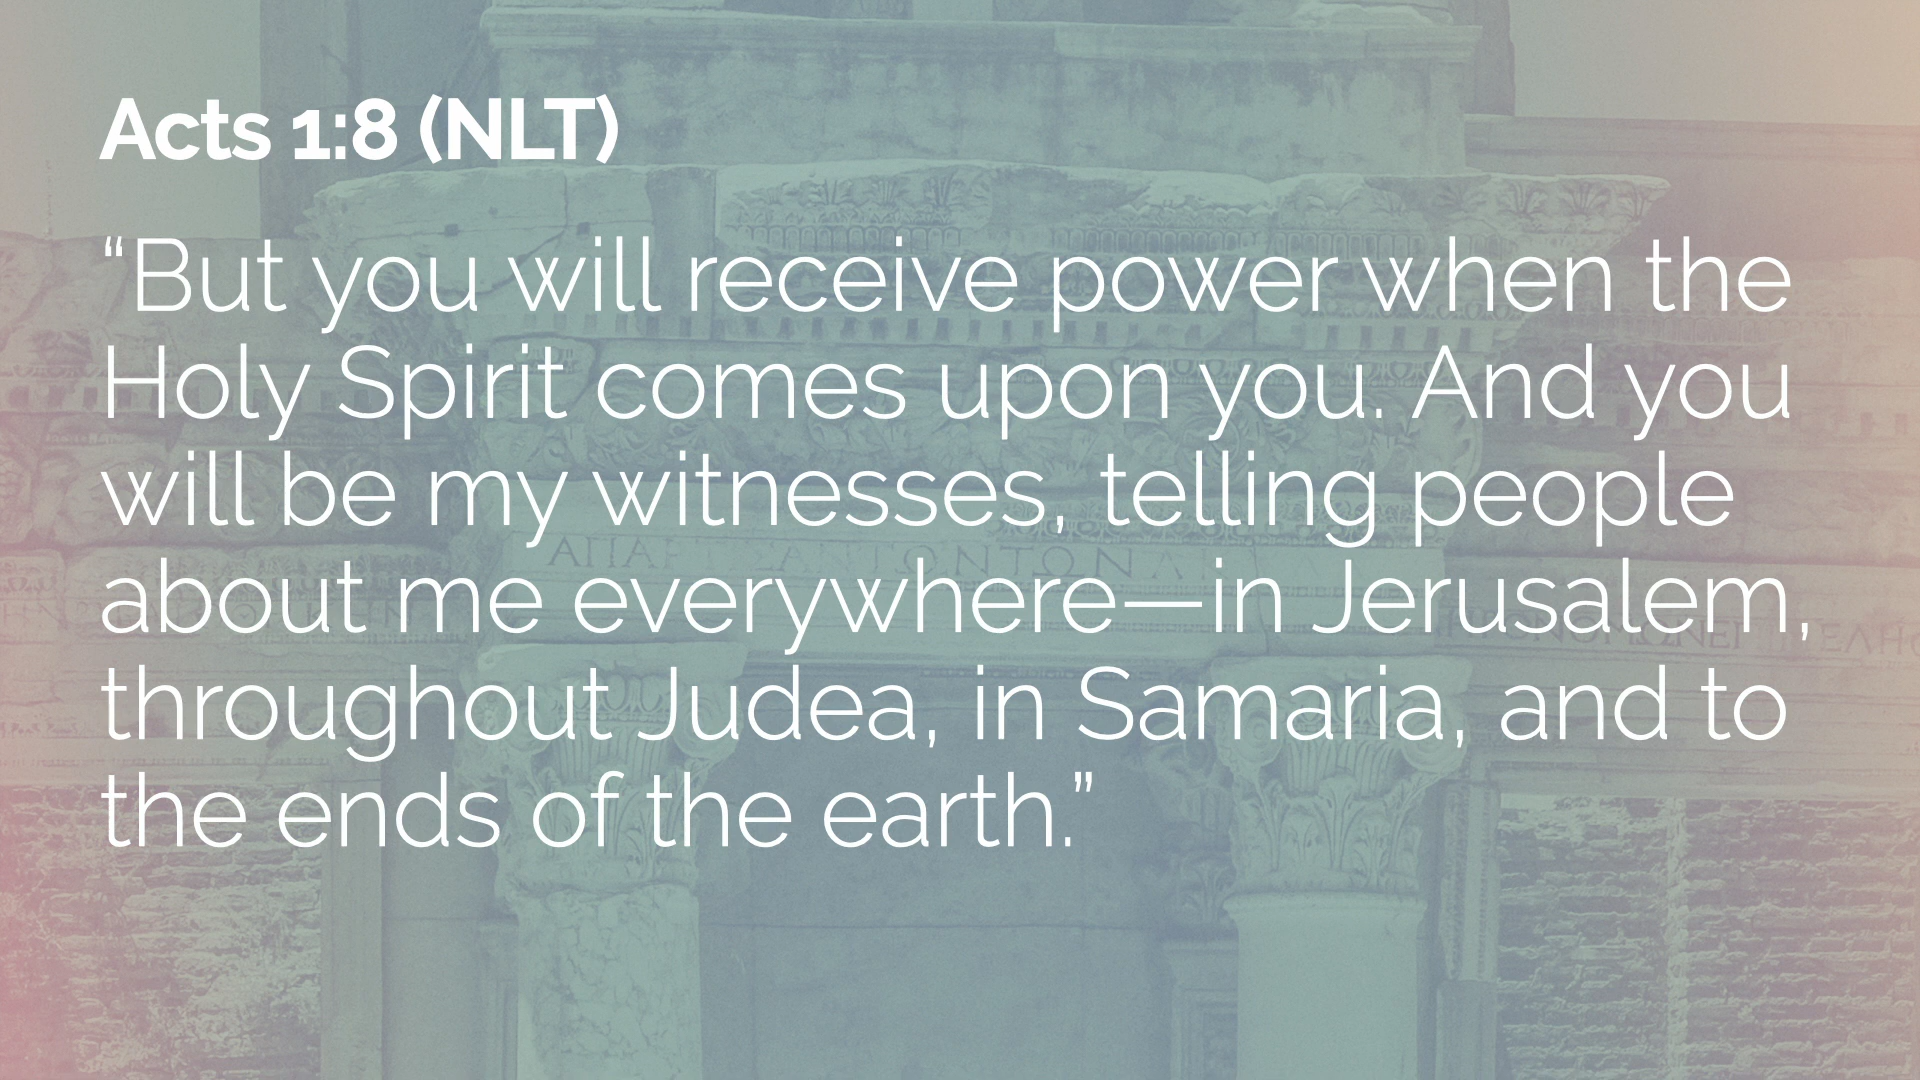 Acts 1:8 (NLT)
“But you will receive power when the
Holy Spirit comes upon you. And you
will be my witnesses, telling people
about me everywhere—in Jerusalem,
throughout Judea, in Samaria, and to
the ends of the earth.”